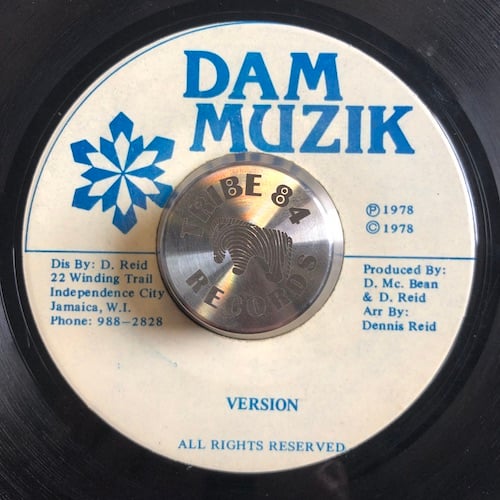 DAM
MUZIK
TRIBE 84
RECORDS
℗ 1978
© 1978
Dis By: D. Reid
22 Winding Trail
Independence City
Jamaica, W.I.
Phone: 988-2828
Produced By:
D. Mc. Bean
& D. Reid
Arr By:
Dennis Reid
VERSION
ALL RIGHTS RESERVED